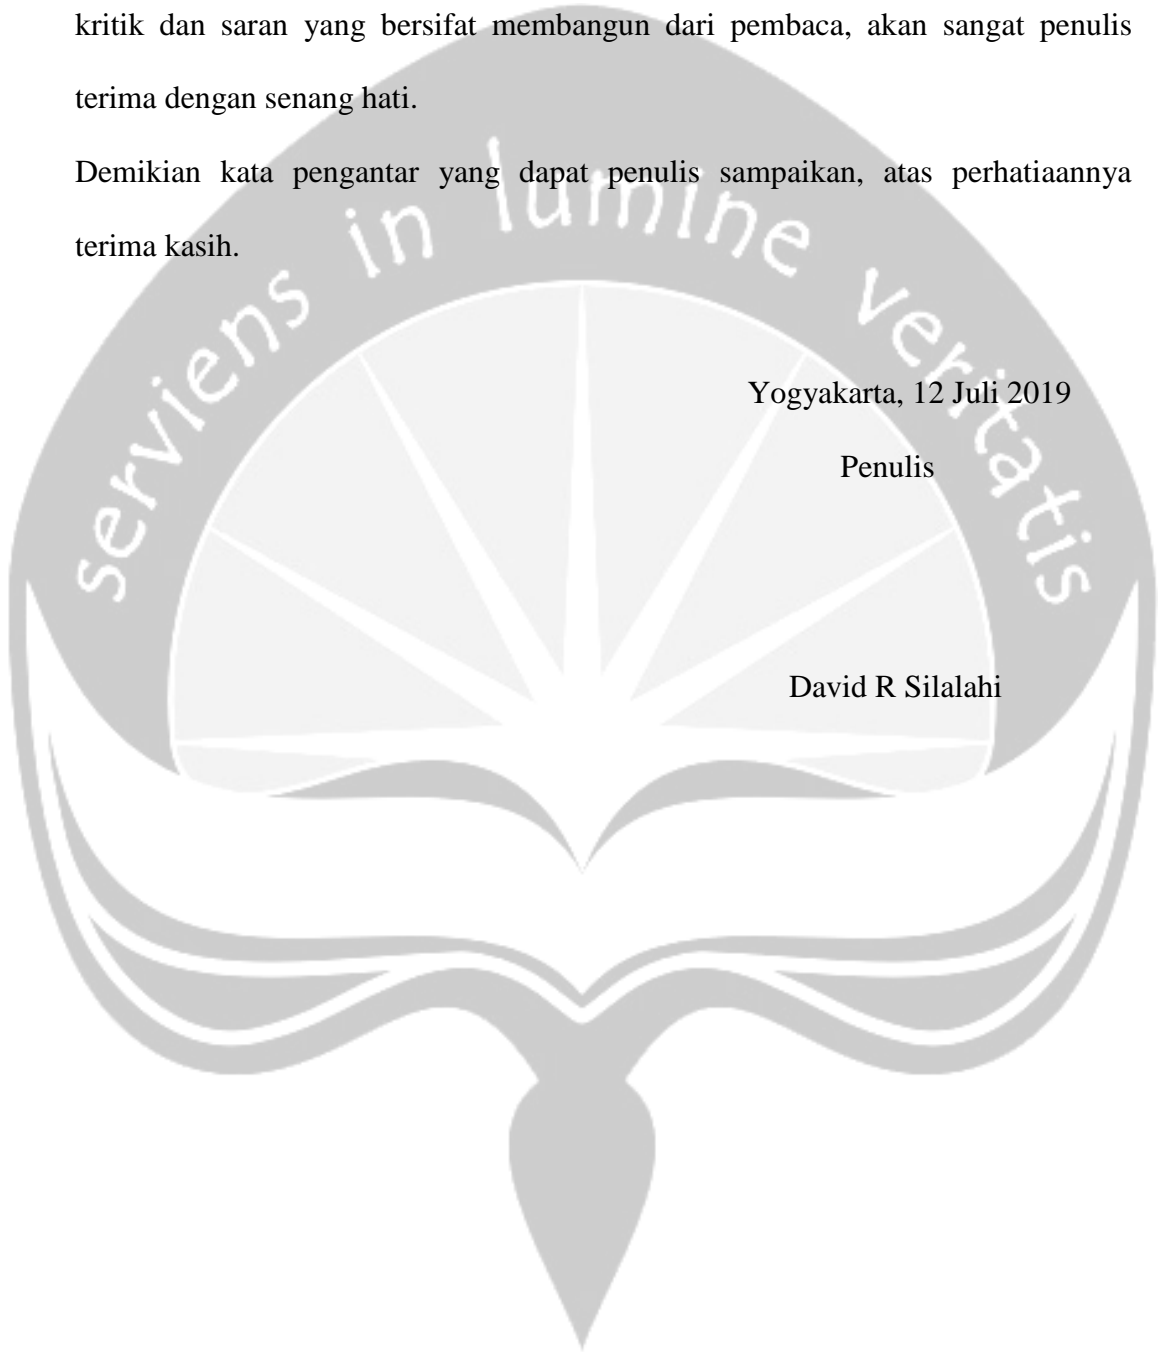 kritik dan saran yang bersifat membangun dari pembaca, akan sangat penulis
terima dengan senang hati.
Demikian kata pengantar yang dapat penulis sampaikan, atas perhatiaannya
terima kasih.
serviens in lumine veritatis
Yogyakarta, 12 Juli 2019
Penulis
David R Silalahi